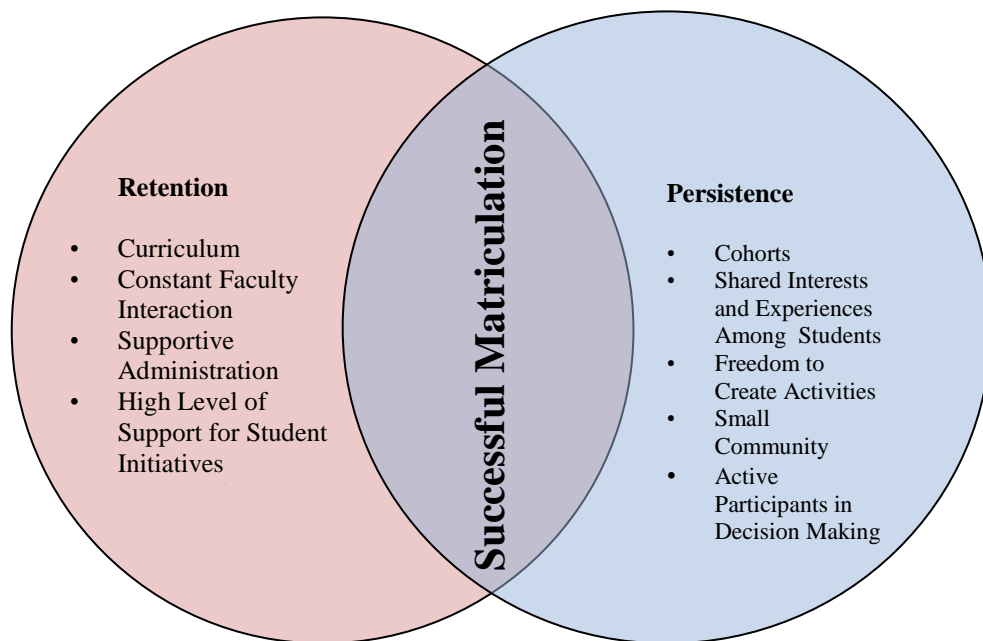 Retention
• Curriculum
• Constant Faculty
Interaction
• Supportive
Administration
• High Level of
Support for Student
Initiatives
Successful Matriculation
Persistence
• Cohorts
• Shared Interests
and Experiences
Among Students
• Freedom to
Create Activities
• Small
Community
• Active
Participants in
Decision Making